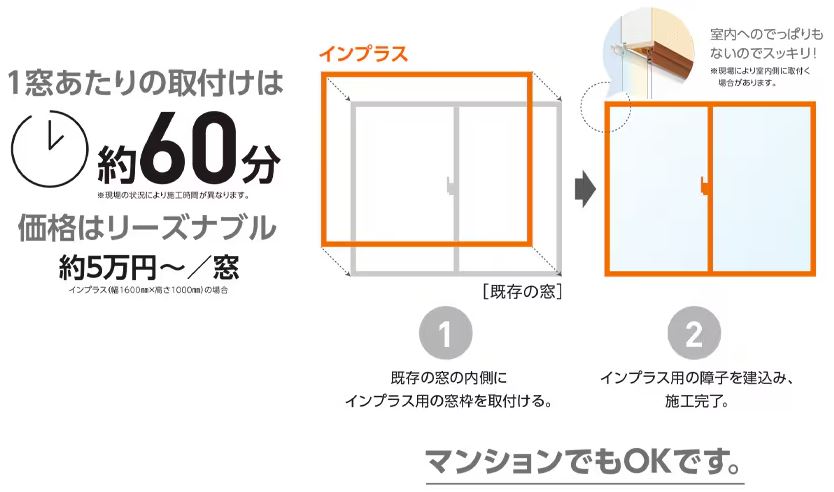 1窓あたりの取付けは
約60分
※現場の状況により施工時間が異なります。
価格はリーズナブル
約5万円〜／窓
インプラス(幅1600㎜×高さ1000㎜)の場合
インプラス
[既存の窓]
室内へのでっぱりも
ないのでスッキリ!
※現場により室内側に取付く
場合があります。
1
既存の窓の内側に
インプラス用の窓枠を取付ける。
2
インプラス用の障子を建込み、
施工完了。
マンションでもOKです。